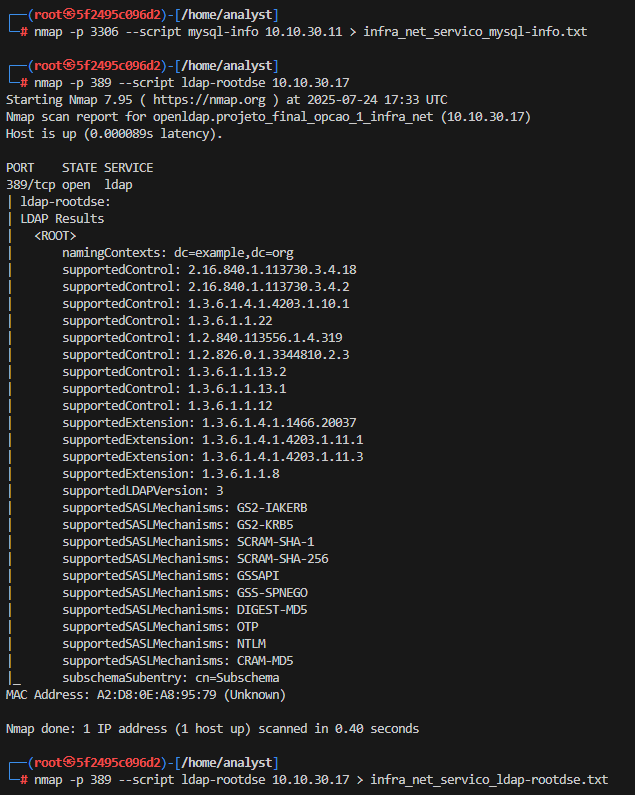 ┌──(root㉿5f2495c096d2)-[/home/analyst]
└─# nmap -p 3306 --script mysql-info 10.10.30.11 > infra_net_servico_mysql-info.txt
┌──(root㉿5f2495c096d2)-[/home/analyst]
└─# nmap -p 389 --script ldap-rootdse 10.10.30.17
Starting Nmap 7.95 ( https://nmap.org ) at 2025-07-24 17:33 UTC
Nmap scan report for openldap.projeto_final_opcao_1_infra_net (10.10.30.17)
Host is up (0.000089s latency).
PORT    STATE SERVICE
389/tcp open  ldap
| ldap-rootdse:
| LDAP Results
|   <ROOT>
|       namingContexts: dc=example,dc=org
|       supportedControl: 2.16.840.1.113730.3.4.18
|       supportedControl: 2.16.840.1.113730.3.4.2
|       supportedControl: 1.3.6.1.4.1.4203.1.10.1
|       supportedControl: 1.3.6.1.1.22
|       supportedControl: 1.2.840.113556.1.4.319
|       supportedControl: 1.2.826.0.1.3344810.2.3
|       supportedControl: 1.3.6.1.1.13.2
|       supportedControl: 1.3.6.1.1.13.1
|       supportedControl: 1.3.6.1.1.12
|       supportedExtension: 1.3.6.1.4.1.1466.20037
|       supportedExtension: 1.3.6.1.4.1.4203.1.11.1
|       supportedExtension: 1.3.6.1.4.1.4203.1.11.3
|       supportedExtension: 1.3.6.1.1.8
|       supportedLDAPVersion: 3
|       supportedSASLMechanisms: GS2-IAKERB
|       supportedSASLMechanisms: GS2-KRB5
|       supportedSASLMechanisms: SCRAM-SHA-1
|       supportedSASLMechanisms: SCRAM-SHA-256
|       supportedSASLMechanisms: GSSAPI
|       supportedSASLMechanisms: GSS-SPNEGO
|       supportedSASLMechanisms: DIGEST-MD5
|       supportedSASLMechanisms: OTP
|       supportedSASLMechanisms: NTLM
|       supportedSASLMechanisms: CRAM-MD5
|_      subschemaSubentry: cn=Subschema
MAC Address: A2:D8:0E:A8:95:79 (Unknown)
Nmap done: 1 IP address (1 host up) scanned in 0.40 seconds
┌──(root㉿5f2495c096d2)-[/home/analyst]
└─# nmap -p 389 --script ldap-rootdse 10.10.30.17 > infra_net_servico_ldap-rootdse.txt